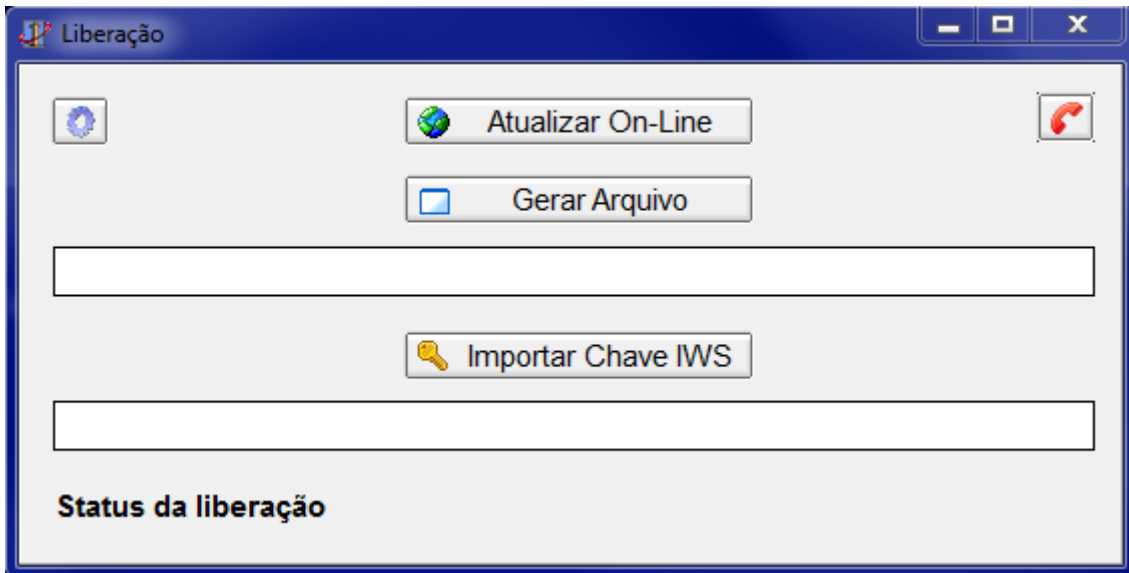 Liberação
Atualizar On-Line
Gerar Arquivo
Importar Chave IWS
Status da liberação